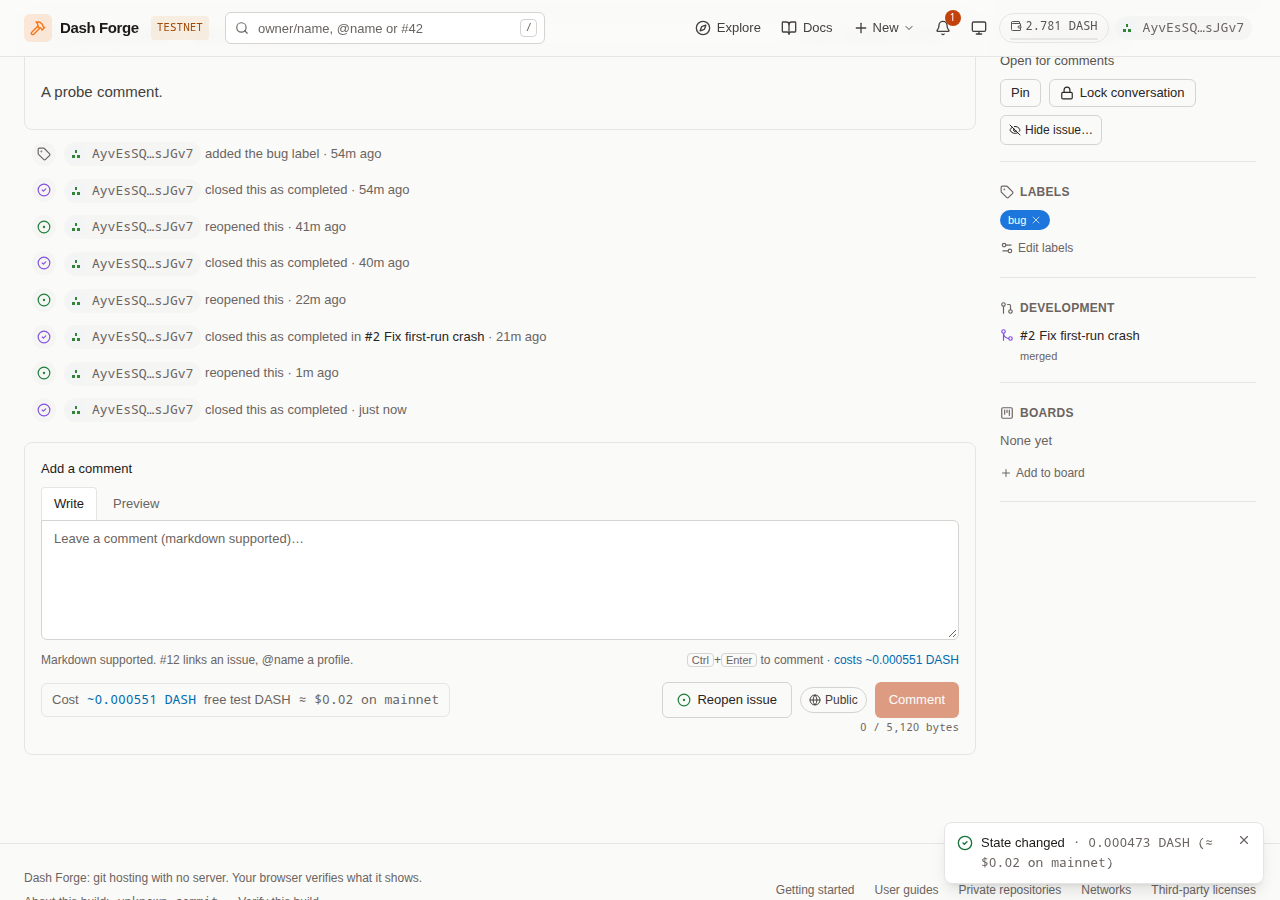 Dash Forge TESTNET owner/name, @name or #42 / Explore Docs New 1 2.781 DASH AyvEsSQ…sJGv7
Open for comments
A probe comment.
Pin Lock conversation
Hide issue…
AyvEsSQ…sJGv7 added the bug label · 54m ago
AyvEsSQ…sJGv7 closed this as completed · 54m ago
AyvEsSQ…sJGv7 reopened this · 41m ago
AyvEsSQ…sJGv7 closed this as completed · 40m ago
AyvEsSQ…sJGv7 reopened this · 22m ago
AyvEsSQ…sJGv7 closed this as completed in #2 Fix first-run crash · 21m ago
AyvEsSQ…sJGv7 reopened this · 1m ago
AyvEsSQ…sJGv7 closed this as completed · just now
LABELS
bug
Edit labels
DEVELOPMENT
#2 Fix first-run crash
merged
BOARDS
None yet
Add to board
Add a comment
Write Preview
Leave a comment (markdown supported)…
Markdown supported. #12 links an issue, @name a profile. Ctrl+Enter to comment · costs ~0.000551 DASH
Cost ~0.000551 DASH free test DASH ≈ $0.02 on mainnet Reopen issue Public Comment
0 / 5,120 bytes
State changed · 0.000473 DASH (≈
$0.02 on mainnet)
Dash Forge: git hosting with no server. Your browser verifies what it shows.
Getting started User guides Private repositories Networks Third-party licenses
About this build: unknown commit · Verify this build